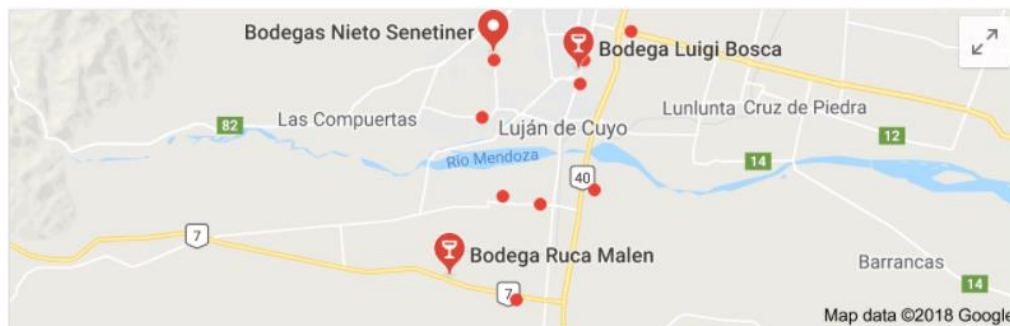 Bodegas Nieto Senetiner
Bodega Luigi Bosca
82
Las Compuertas
Lunlunta
Cruz de Piedra
Luján de Cuyo
12
Río Mendoza
14
40
7
Bodega Ruca Malen
Barrancas
14
7
Map data ©2018 Google